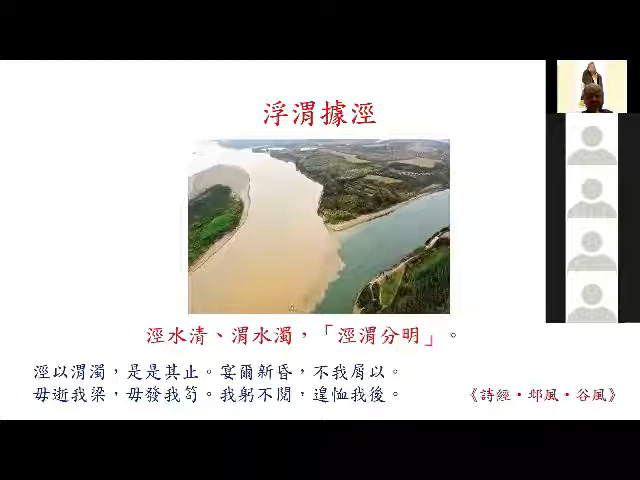 浮渭據涇
涇水清、渭水濁，「涇渭分明」。
涇以渭濁，是是其止。宴爾新昏，不我屑以。
毋逝我梁，毋發我笱。我躬不閱，遑恤我後。
《詩經·邶風·谷風》